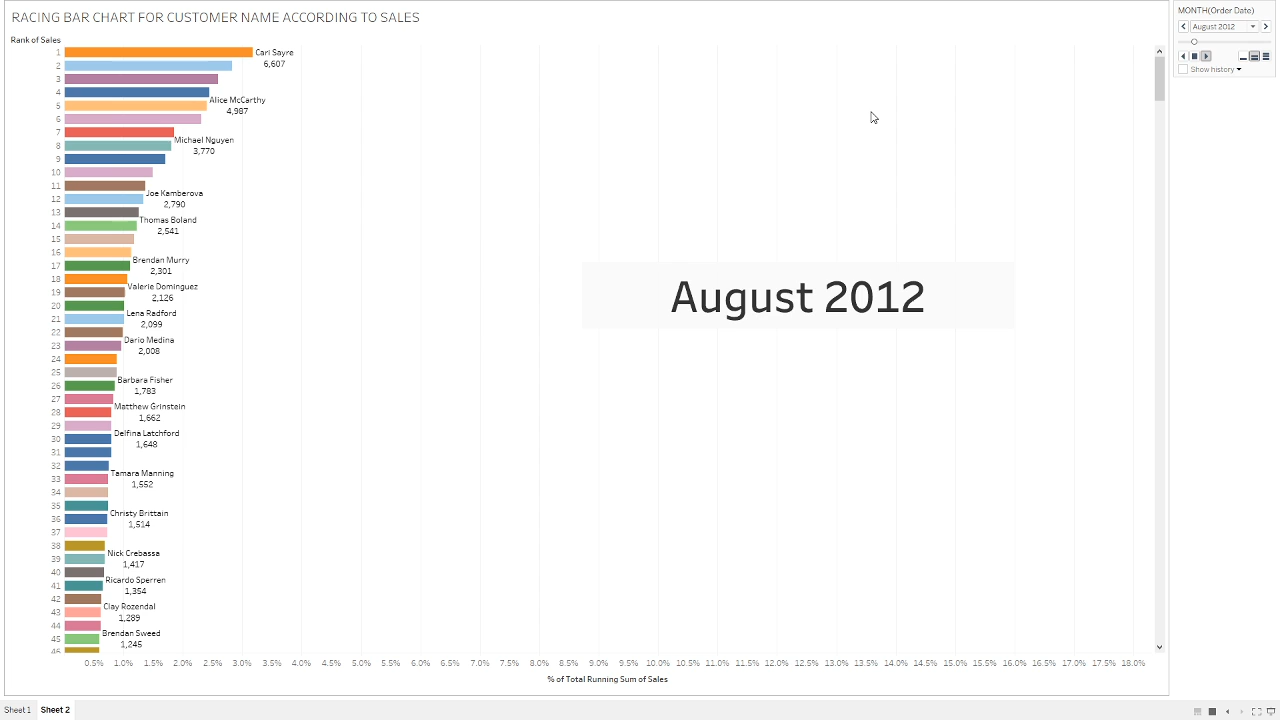 RACING BAR CHART FOR CUSTOMER NAME ACCORDING TO SALES
MONTH(Order Date)
August 2012
Show history
Rank of Sales
1 Carl Sayre
6,607
2
3
4
5 Alice McCarthy
4,987
6
7
8 Michael Nguyen
3,770
9
10
11
12 Joe Kamberova
2,790
13
14 Thomas Boland
2,541
15
16
17 Brendan Murry
2,301
18
19 Valerie Dominguez
2,126
20
21 Lena Radford
2,099
22
23 Dario Medina
2,008
24
25
26 Barbara Fisher
1,783
27
28 Matthew Grinstein
1,662
29
30 Delfina Latchford
1,648
31
32
33 Tamara Manning
1,552
34
35
36 Christy Brittain
1,514
37
38
39 Nick Crebassa
1,417
40
41 Ricardo Sperren
1,354
42
43 Clay Rozendal
1,289
44
45 Brendan Sweed
1,245
46
August 2012
0.5% 1.0% 1.5% 2.0% 2.5% 3.0% 3.5% 4.0% 4.5% 5.0% 5.5% 6.0% 6.5% 7.0% 7.5% 8.0% 8.5% 9.0% 9.5% 10.0% 10.5% 11.0% 11.5% 12.0% 12.5% 13.0% 13.5% 14.0% 14.5% 15.0% 15.5% 16.0% 16.5% 17.0% 17.5% 18.0%
% of Total Running Sum of Sales
Sheet 1 Sheet 2